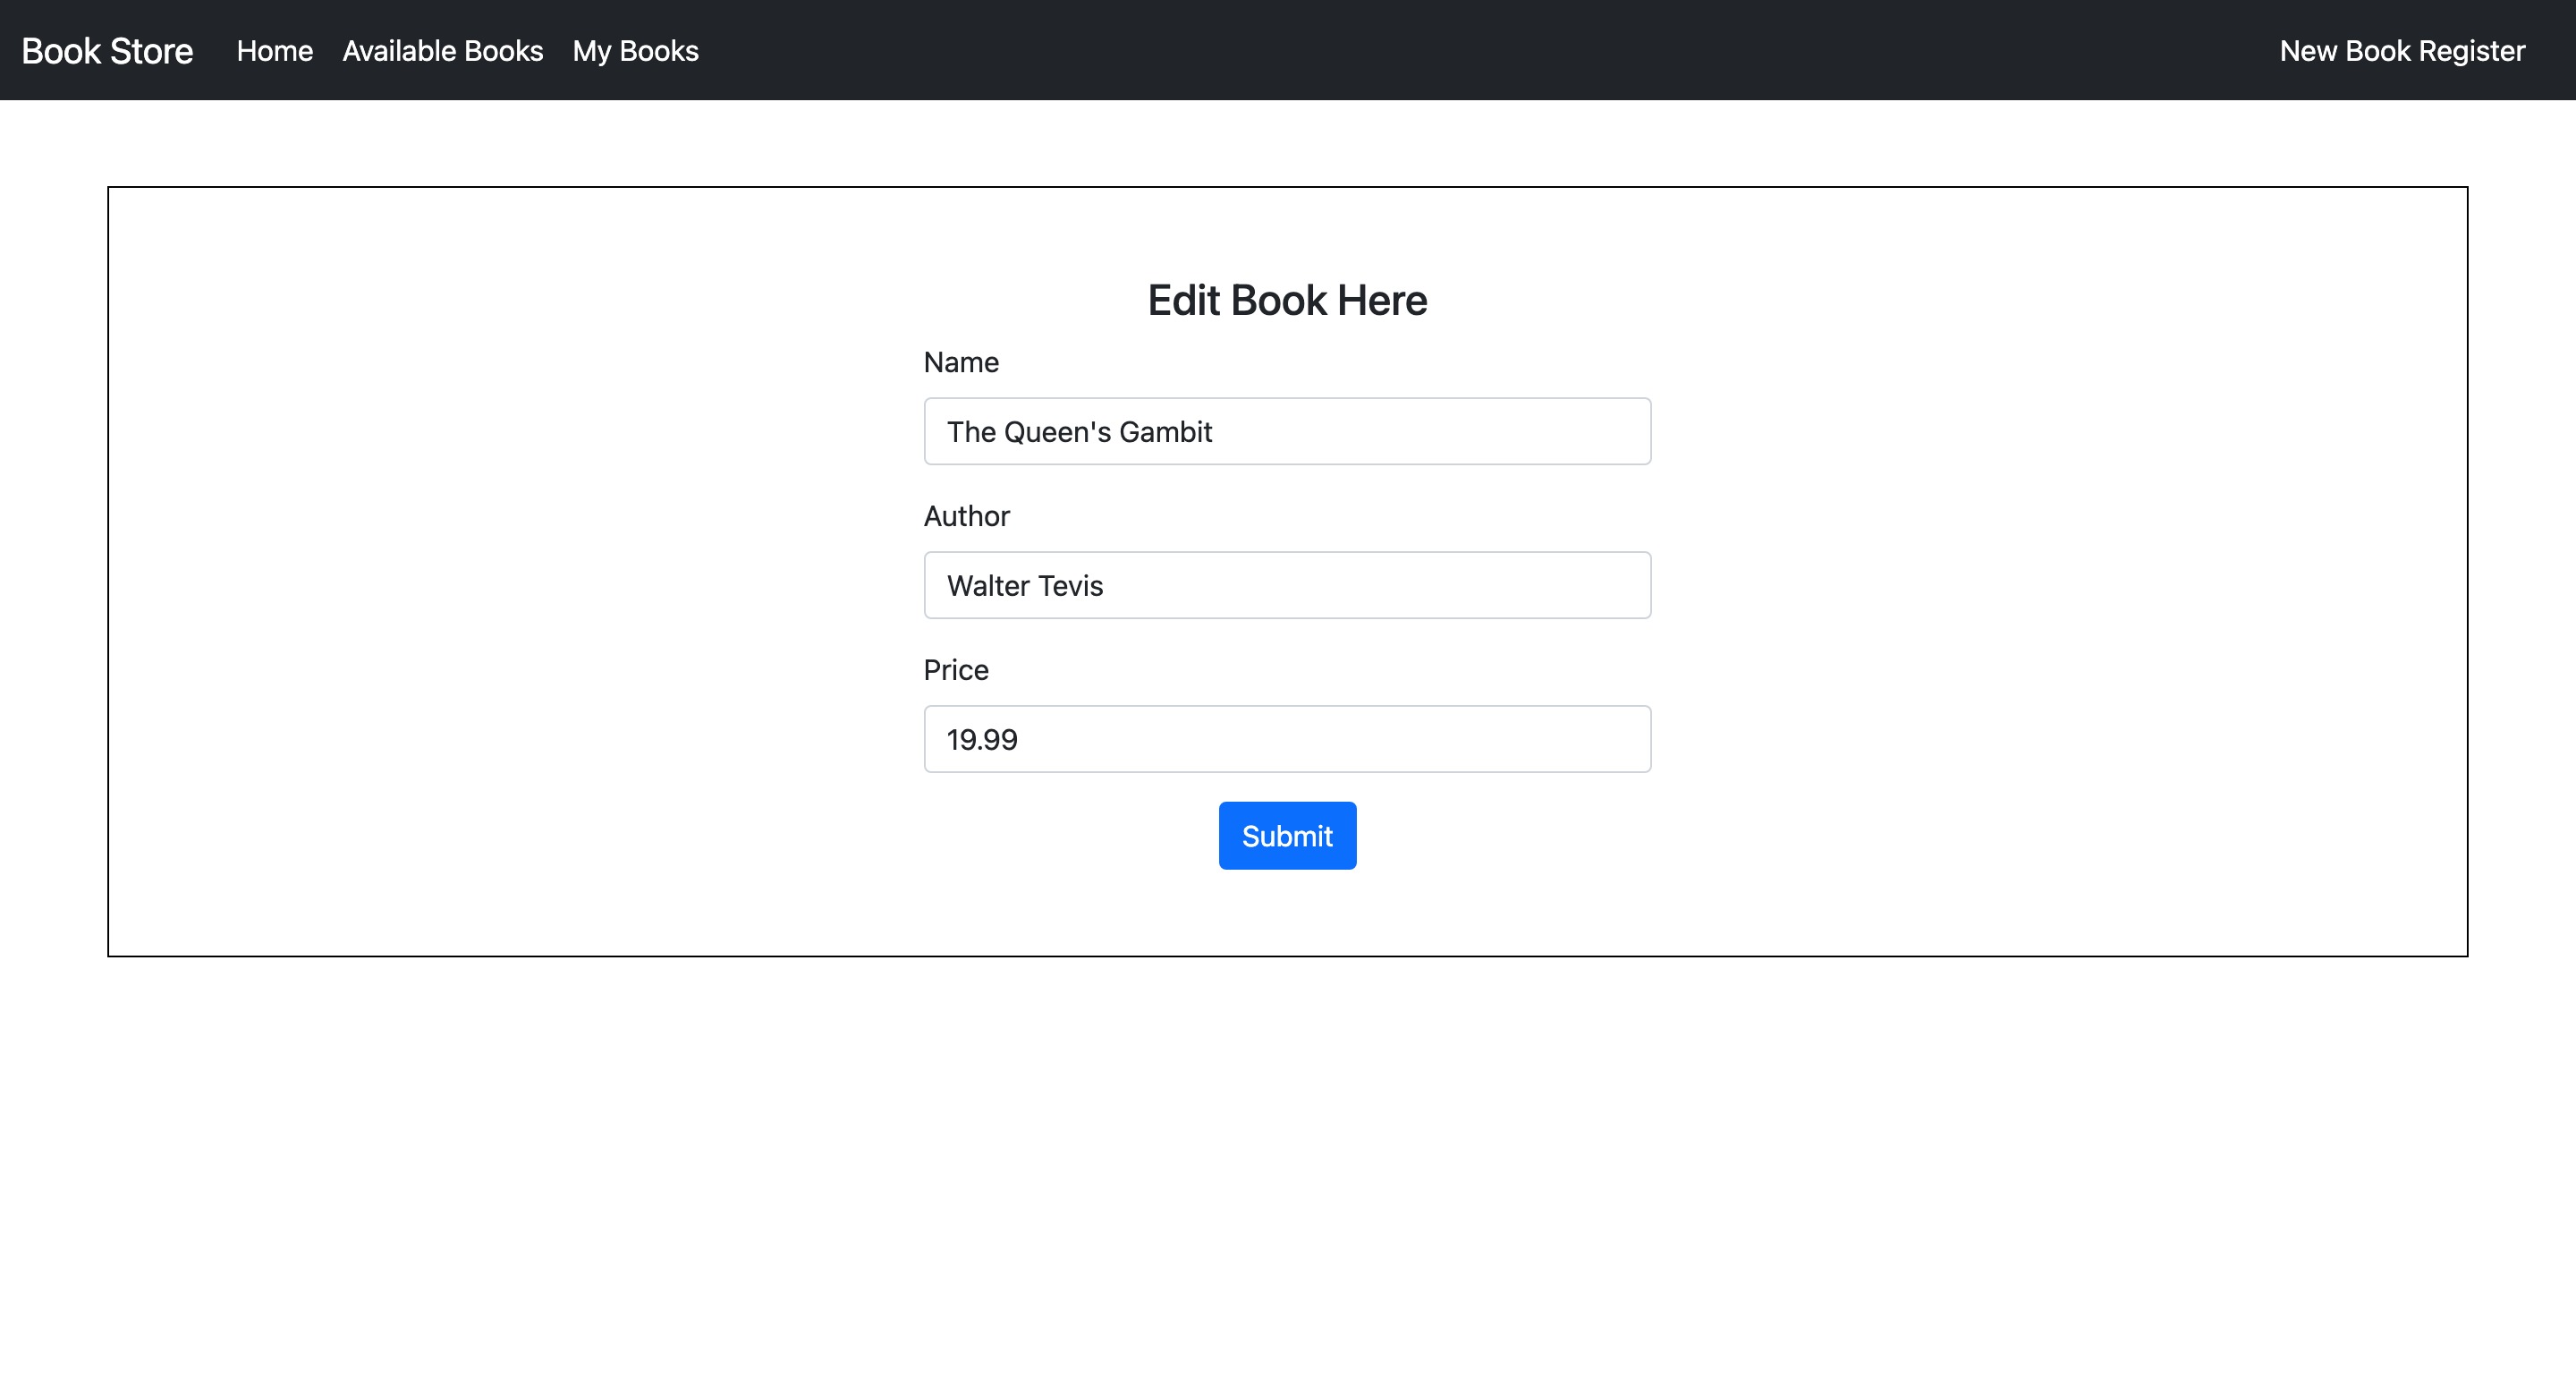 Book Store Home Available Books My Books New Book Register
Edit Book Here
Name
The Queen's Gambit
Author
Walter Tevis
Price
19.99
Submit